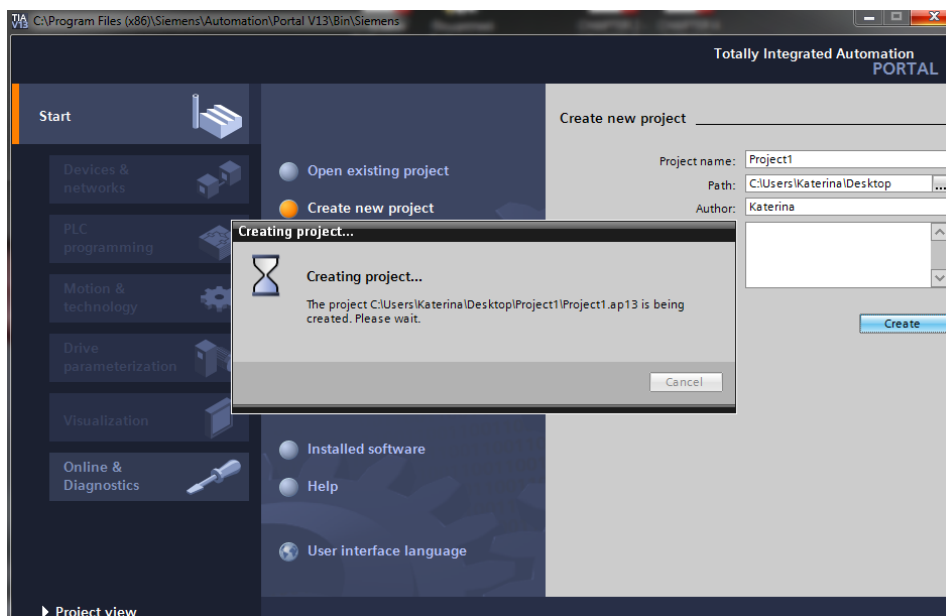 TIA
V13
C:\Program Files (x86)\Siemens\Automation\Portal V13\Bin\Siemens
Totally Integrated Automation
PORTAL
Start
Devices &
networks
PLC
programming
Motion &
technology
Drive
parameterization
Visualization
Online &
Diagnostics
Project view
Open existing project
Create new project
Installed software
Help
User interface language
Create new project
Project name:
Project1
Path:
C:\Users\Katerina\Desktop
...
Author:
Katerina
Create
Creating project...
Creating project...
The project C:\Users\Katerina\Desktop\Project1\Project1.ap13 is being
created. Please wait.
Cancel